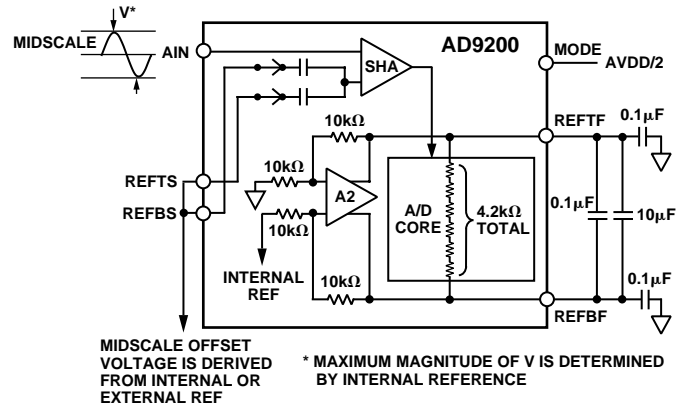 V*
MIDSCALE
AIN
AD9200
SHA
MODE
AVDD/2
0.1µF
REFTF
10kΩ
10kΩ
REFTS
REFBS
A2
A/D
CORE
4.2kΩ
TOTAL
0.1µF
10µF
10kΩ
INTERNAL
REF
10kΩ
0.1µF
REFBF
MIDSCALE OFFSET
VOLTAGE IS DERIVED
FROM INTERNAL OR
EXTERNAL REF
* MAXIMUM MAGNITUDE OF V IS DETERMINED
BY INTERNAL REFERENCE